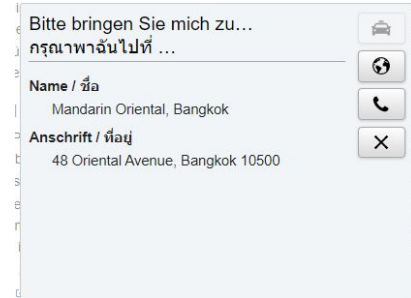 Bitte bringen Sie mich zu…
กรุณาพาฉันไปที่ …
Name / ชื่อ
Mandarin Oriental, Bangkok
Anschrift / ที่อยู่
48 Oriental Avenue, Bangkok 10500